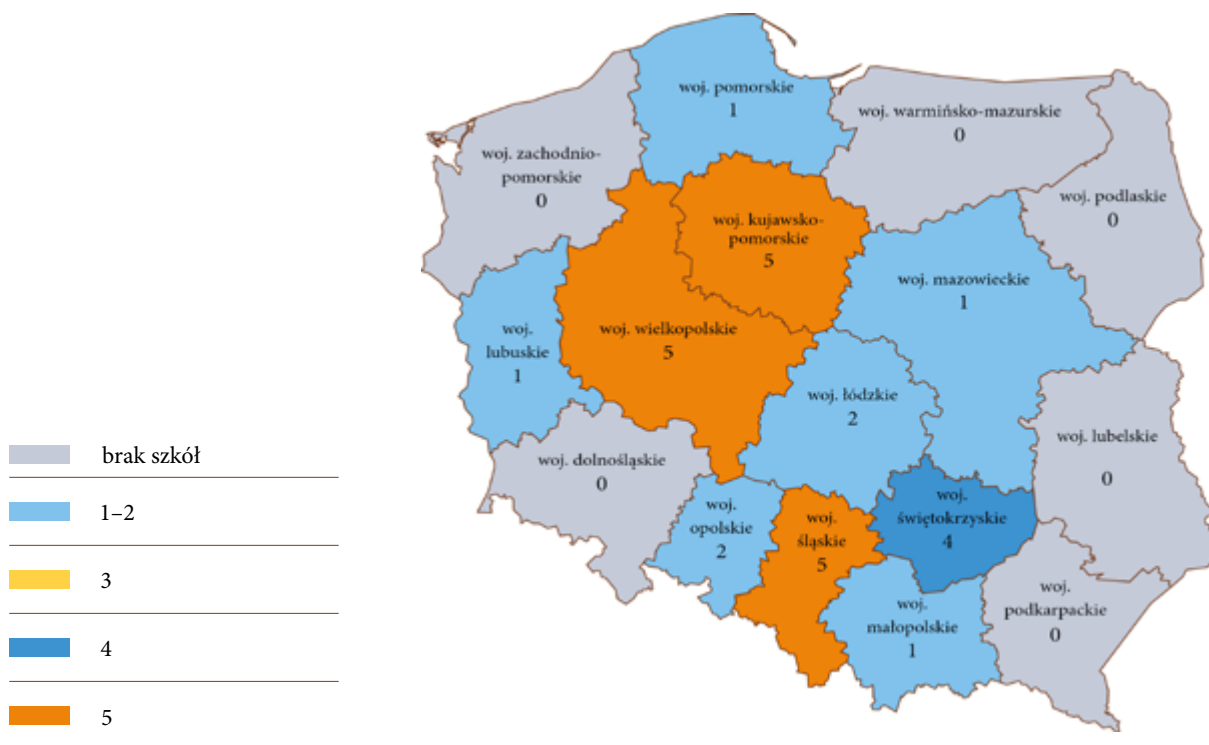 woj. pomorskie
1
woj. warmińsko-mazurskie
0
woj. zachodnio-
pomorskie
0
woj. podlaskie
0
woj. kujawsko-
pomorskie
5
woj. mazowieckie
1
woj.
lubuskie
1
woj. wielkopolskie
5
woj. łódzkie
2
woj. lubelskie
0
woj. dolnośląskie
0
woj.
opolskie
2
woj.
śląskie
5
woj.
świętokrzyskie
4
woj.
małopolskie
1
woj.
podkarpackie
0
brak szkół
1–2
3
4
5